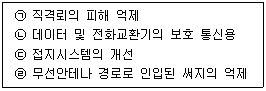 ㉠ 직격뢰의 피해 억제
㉡ 데이터 및 전화교환기의 보호 통신용
㉢ 접지시스템의 개선
㉣ 무선안테나 경로로 인입된 써지의 억제